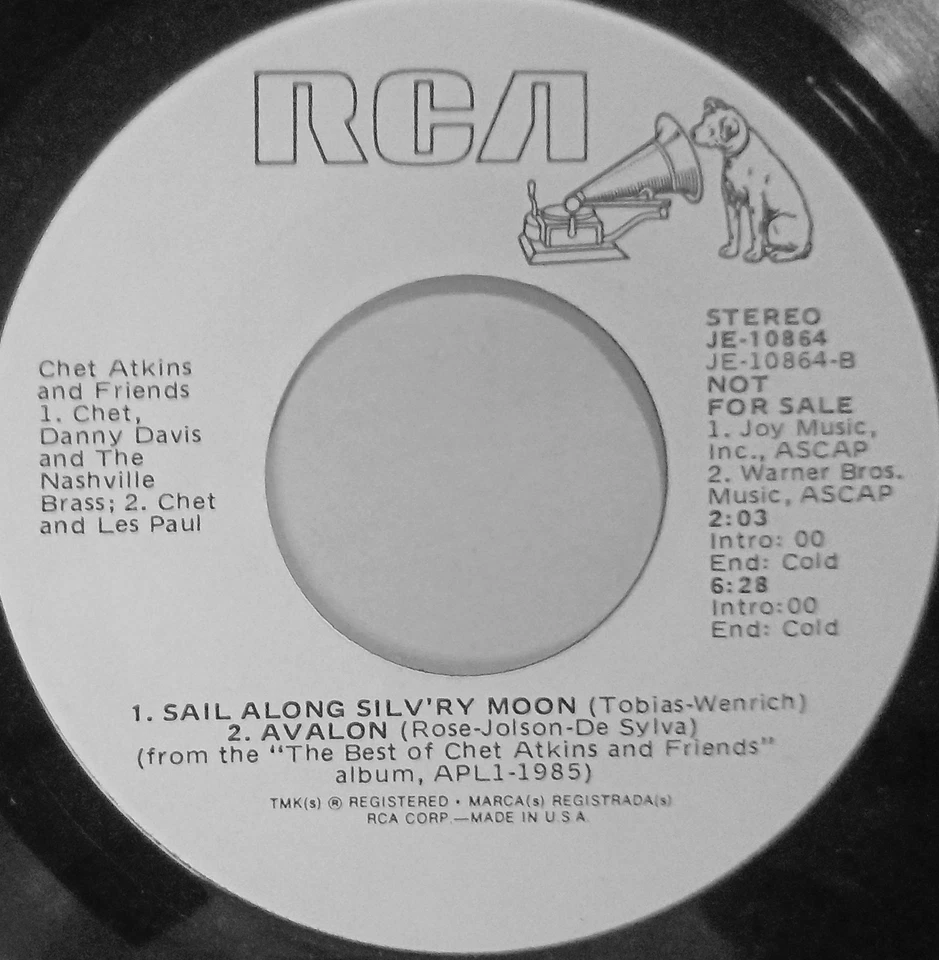 RCA
Chet Atkins
and Friends
1. Chet,
Danny Davis
and The
Nashville
Brass; 2. Chet
and Les Paul
STEREO
JE-10864
JE-10864-B
NOT
FOR SALE
1. Joy Music,
Inc., ASCAP
2. Warner Bros.
Music, ASCAP
2:03
Intro: 00
End: Cold
6:28
Intro:00
End: Cold
1. SAIL ALONG SILV'RY MOON (Tobias-Wenrich)
2. AVALON (Rose-Jolson-De Sylva)
(from the "The Best of Chet Atkins and Friends"
album, APL1-1985)
TMK(s) ® REGISTERED • MARCA(s) REGISTRADA(s)
RCA CORP.—MADE IN U.S.A.